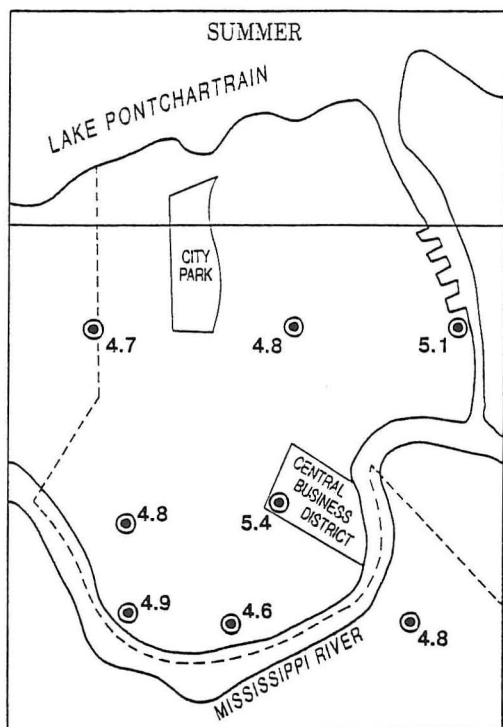 SUMMER
LAKE PONTCHARTRAIN
CITY
PARK
4.7
4.8
5.1
CENTRAL
BUSINESS
DISTRICT
5.4
4.8
4.9
4.6
4.8
MISSISSIPPI RIVER